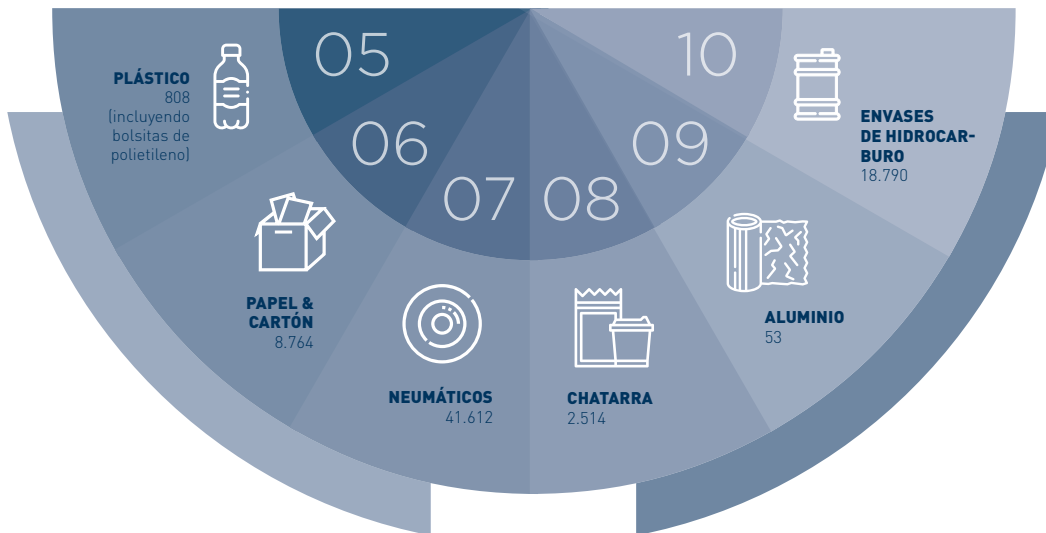 05
PLÁSTICO
808
(incluyendo
bolsitas de
polietileno)
06
PAPEL &
CARTÓN
8.764
07
NEUMÁTICOS
41.612
08
CHATARRA
2.514
09
ALUMINIO
53
10
ENVASES
DE HIDROCAR-
BURO
18.790